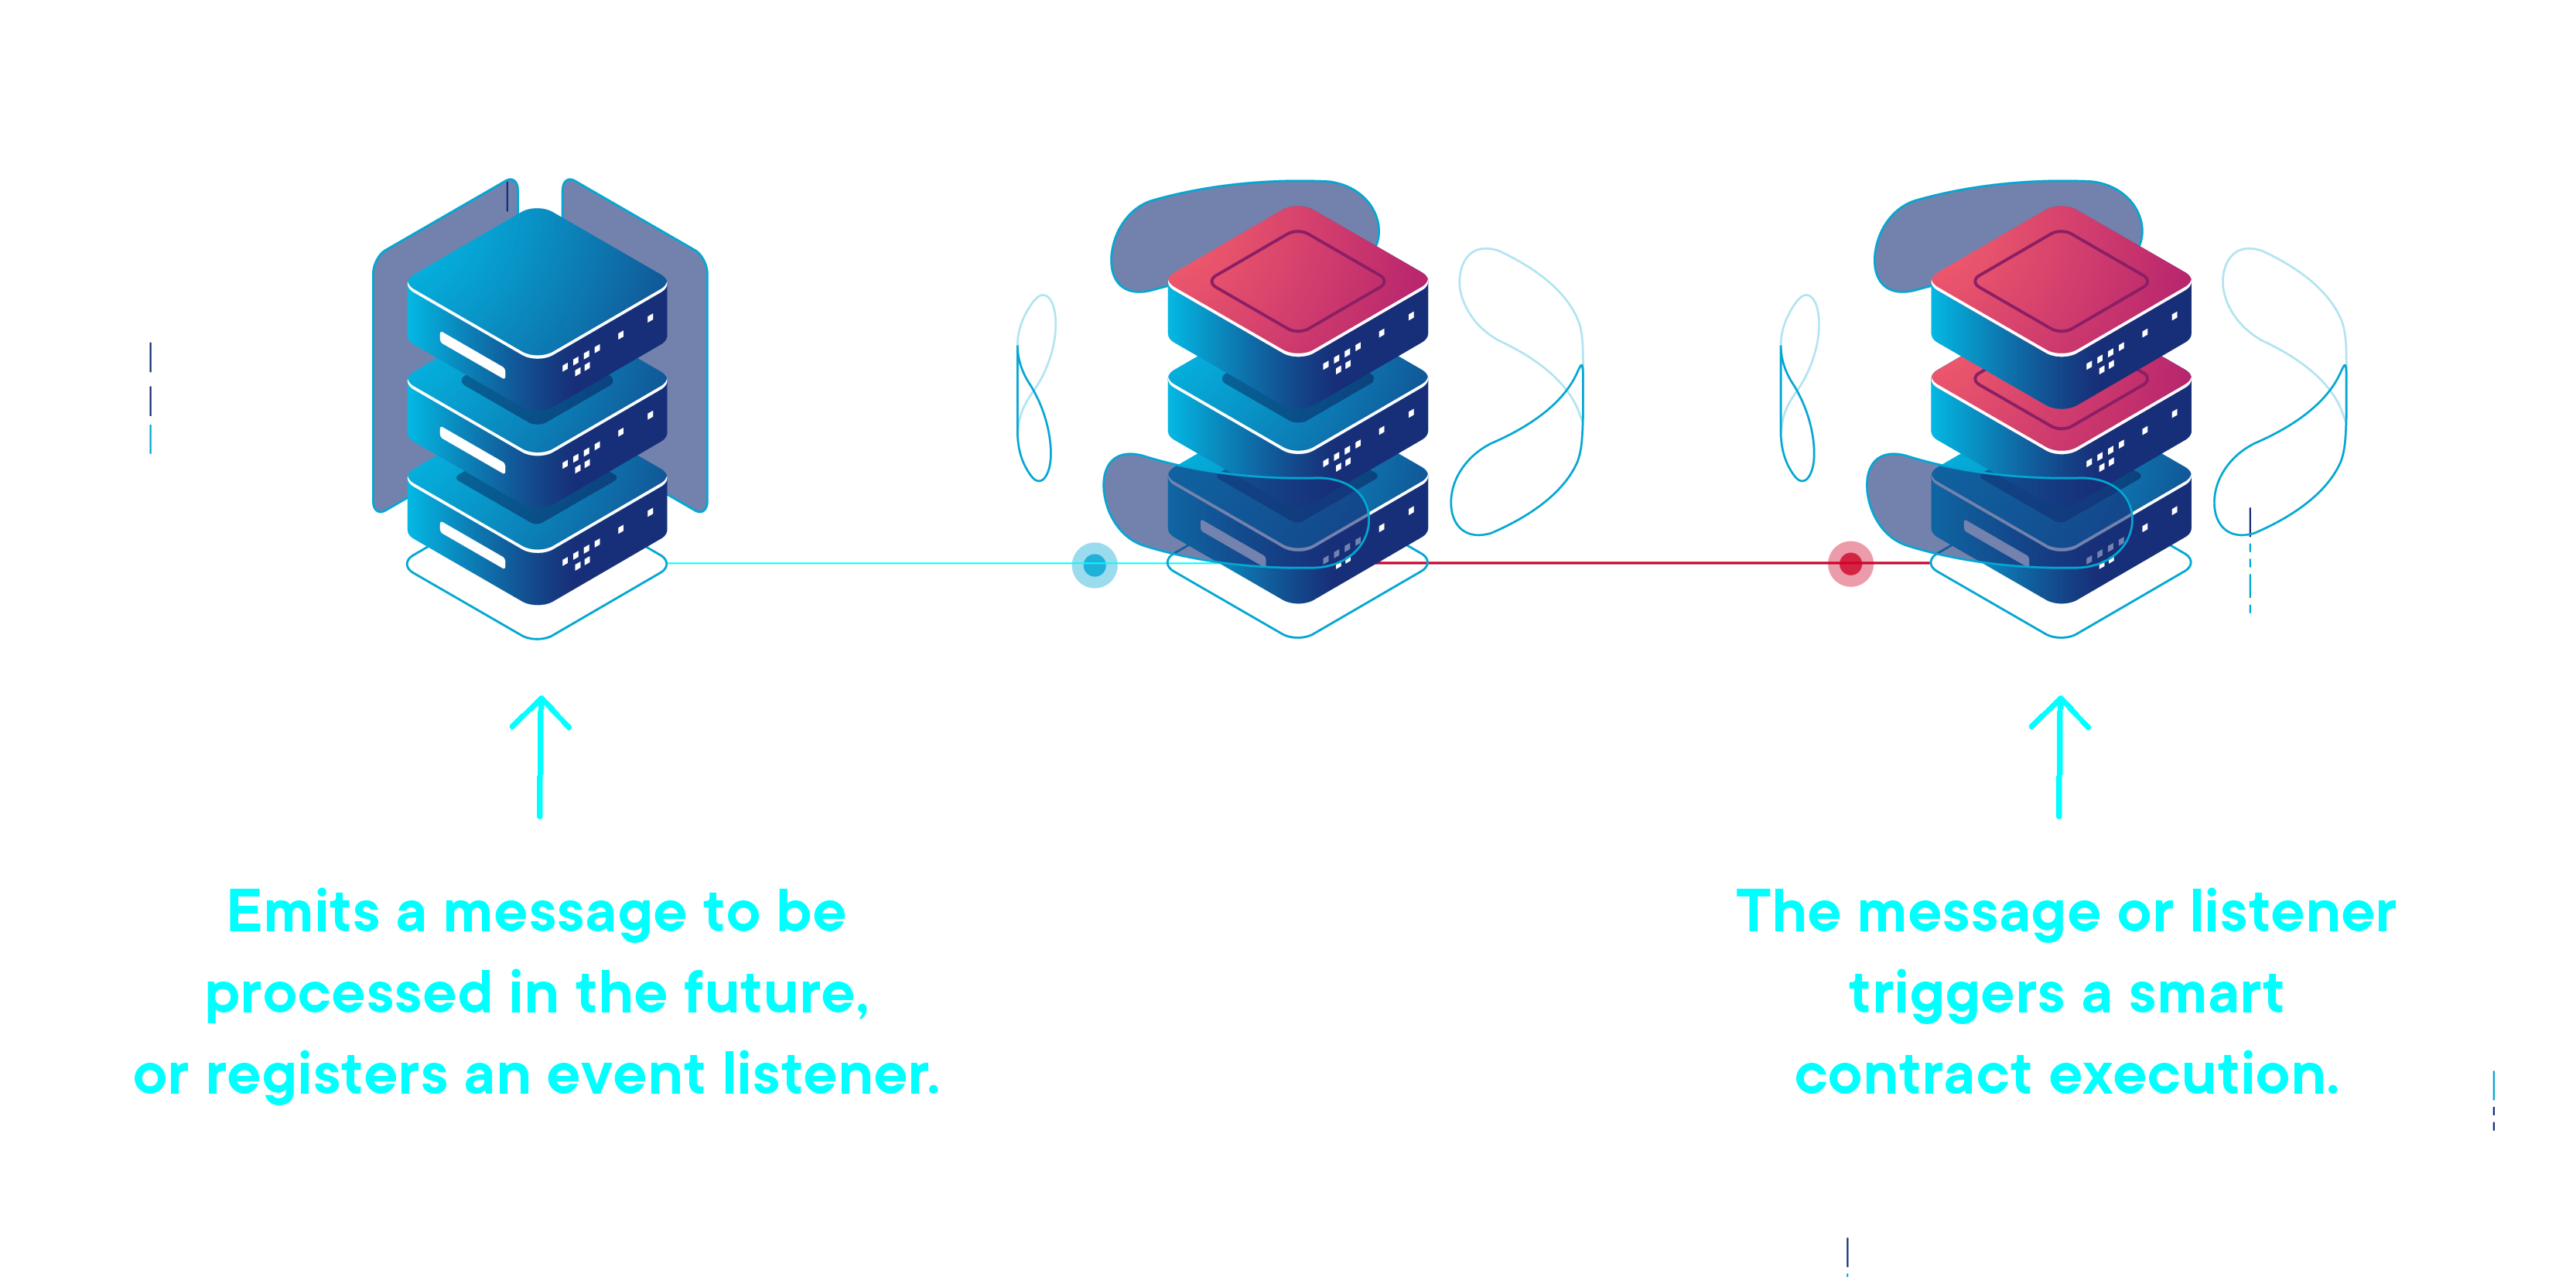 Emits a message to be
processed in the future,
or registers an event listener.
The message or listener
triggers a smart
contract execution.